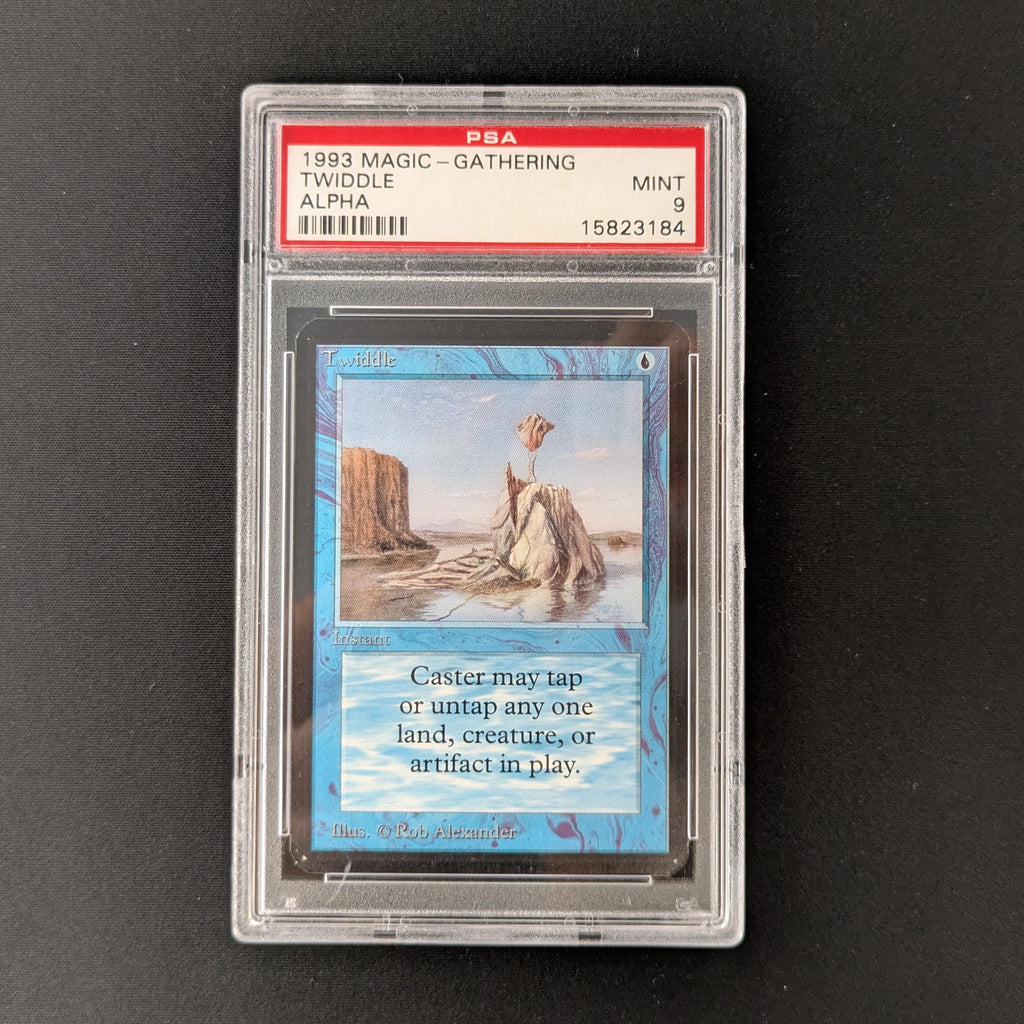 PSA
1993 MAGIC – GATHERING
TWIDDLE
MINT
ALPHA
9
15823184
Twiddle
Instant
Caster may tap
or untap any one
land, creature, or
artifact in play.
Illus. © Rob Alexander